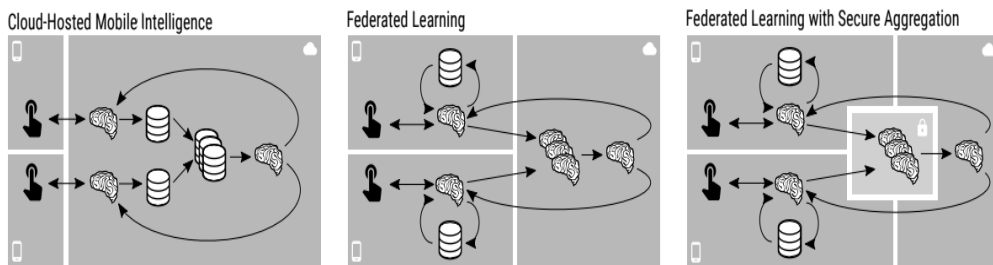 Cloud-Hosted Mobile Intelligence
Federated Learning
Federated Learning with Secure Aggregation